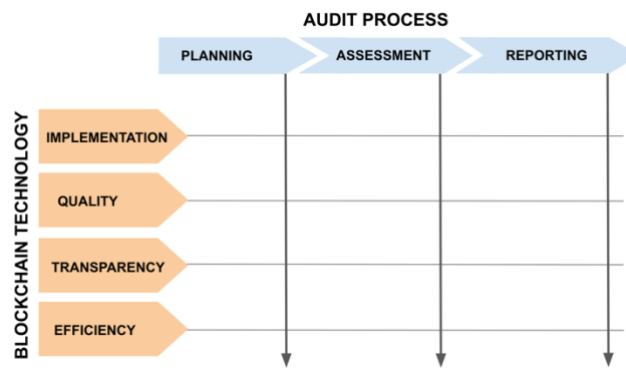 AUDIT PROCESS
PLANNING
ASSESSMENT
REPORTING
BLOCKCHAIN TECHNOLOGY
IMPLEMENTATION
QUALITY
TRANSPARENCY
EFFICIENCY